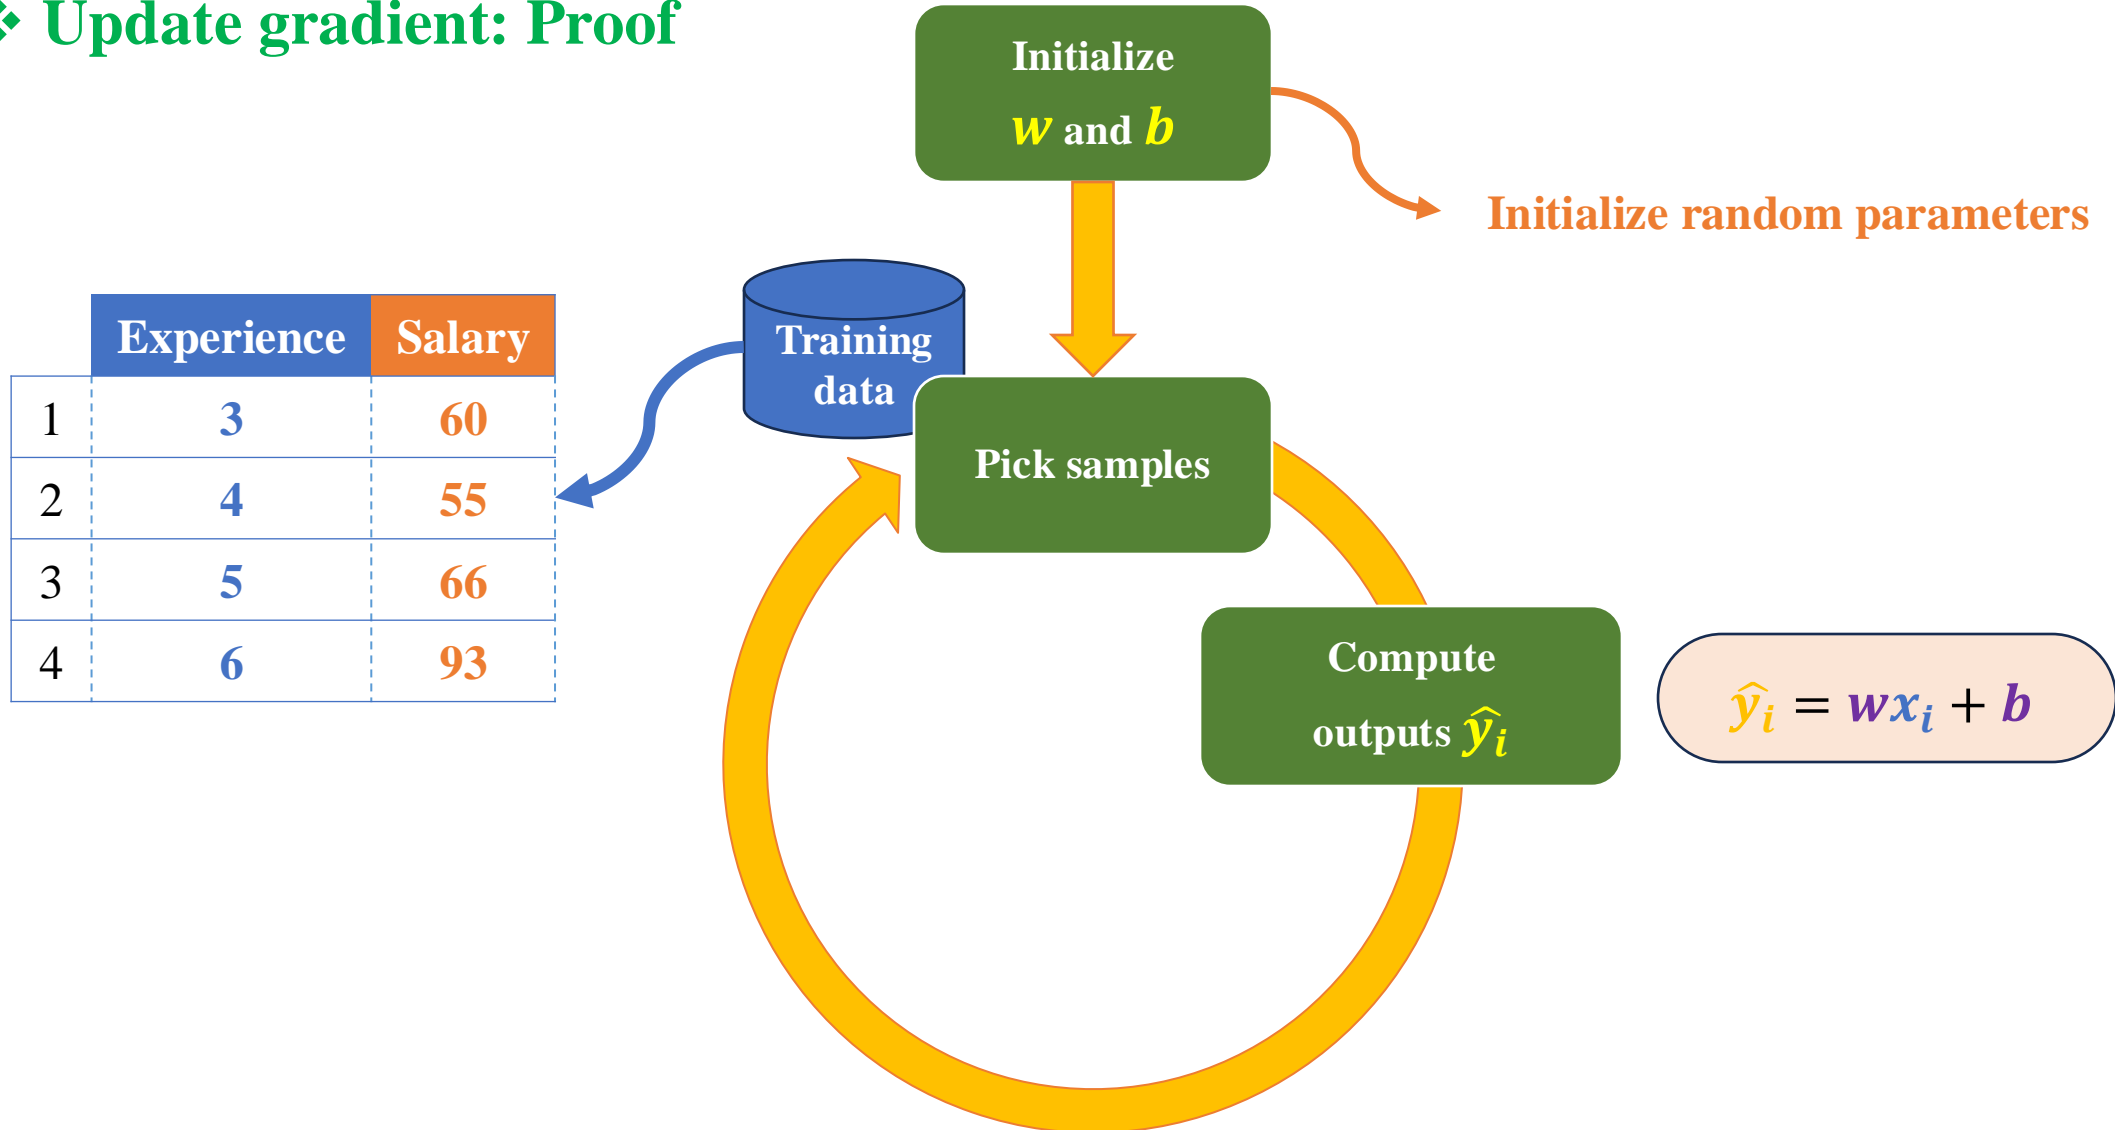 ❖ Update gradient: Proof
Initialize
w and b
Initialize random parameters
Training
data
Experience Salary
1 3 60
2 4 55
3 5 66
4 6 93
Pick samples
Compute
outputs ŷᵢ
ŷᵢ = wxᵢ + b